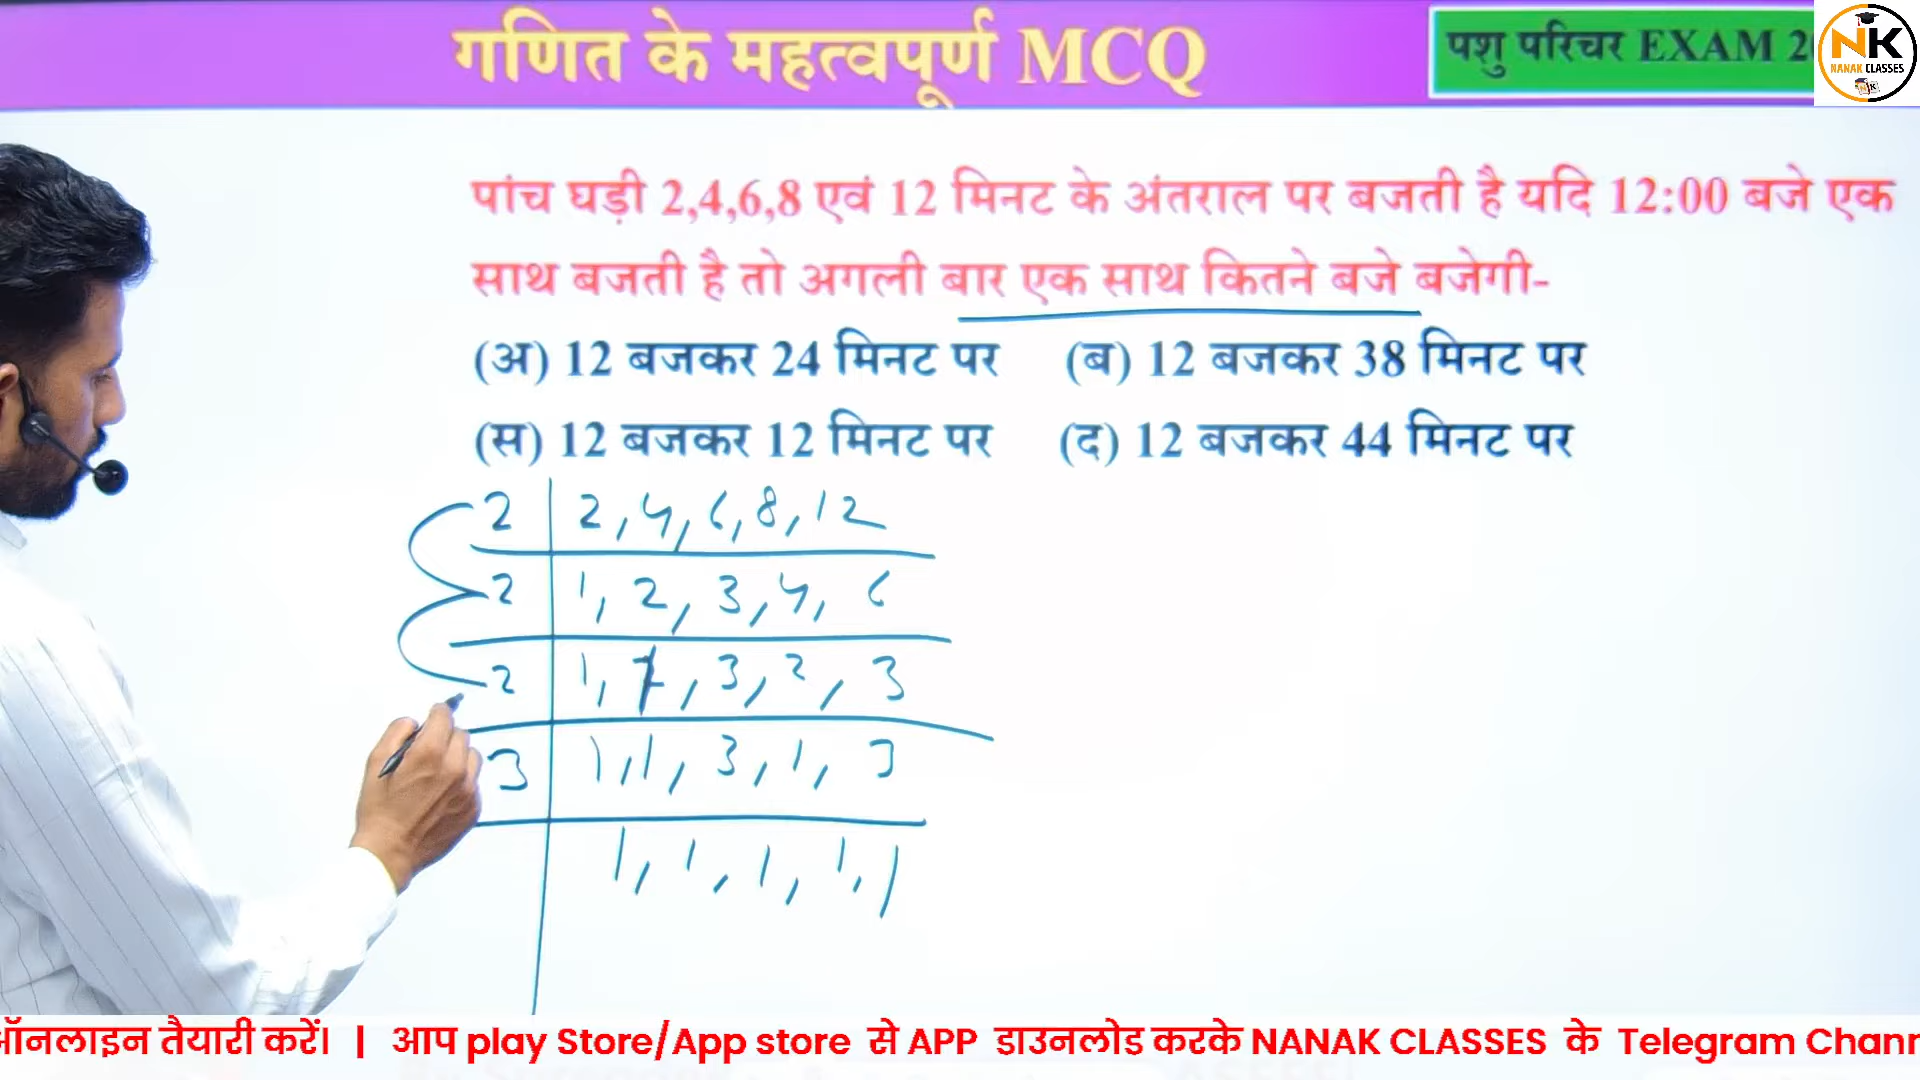 गणित के महत्वपूर्ण MCQ
पशु परिचर EXAM
NK
NANAK CLASSES
पांच घड़ी 2,4,6,8 एवं 12 मिनट के अंतराल पर बजती है यदि 12:00 बजे एक
साथ बजती है तो अगली बार एक साथ कितने बजे बजेगी-
(अ) 12 बजकर 24 मिनट पर (ब) 12 बजकर 38 मिनट पर
(स) 12 बजकर 12 मिनट पर (द) 12 बजकर 44 मिनट पर
2 2, 4, 6, 8, 12
2 1, 2, 3, 4, 6
2 1, 1, 3, 2, 3
3 1, 1, 3, 1, 3
1, 1, 1, 1, 1
ऑनलाइन तैयारी करें। | आप play Store/App store से APP डाउनलोड करके NANAK CLASSES के Telegram Chann